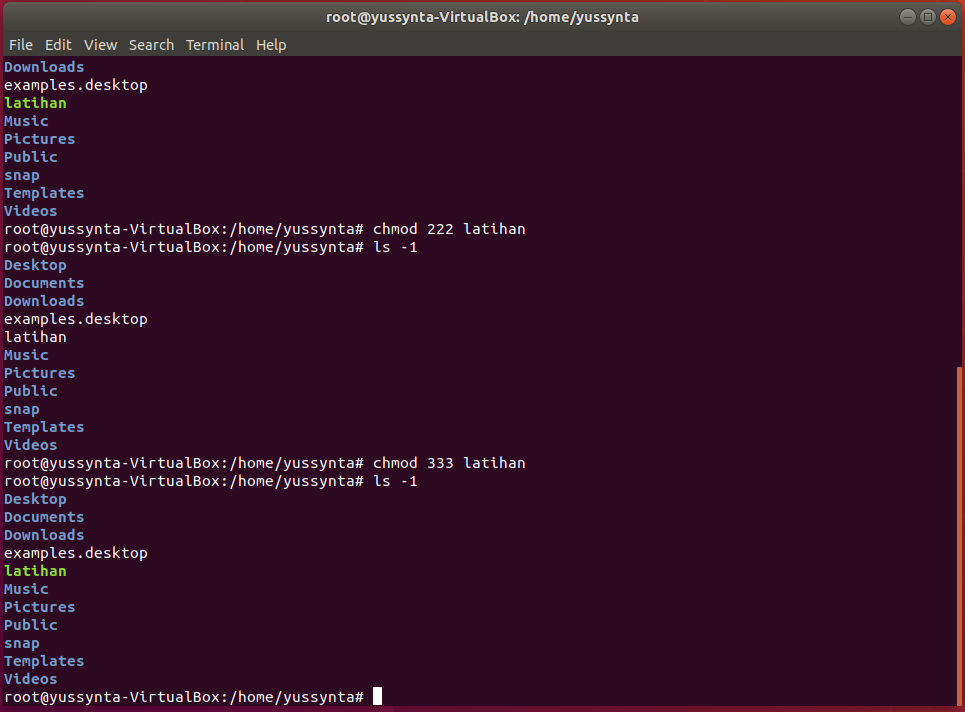 root@yussynta-VirtualBox: /home/yussynta
File Edit View Search Terminal Help
Downloads
examples.desktop
latihan
Music
Pictures
Public
snap
Templates
Videos
root@yussynta-VirtualBox:/home/yussynta# chmod 222 latihan
root@yussynta-VirtualBox:/home/yussynta# ls -1
Desktop
Documents
Downloads
examples.desktop
latihan
Music
Pictures
Public
snap
Templates
Videos
root@yussynta-VirtualBox:/home/yussynta# chmod 333 latihan
root@yussynta-VirtualBox:/home/yussynta# ls -1
Desktop
Documents
Downloads
examples.desktop
latihan
Music
Pictures
Public
snap
Templates
Videos
root@yussynta-VirtualBox:/home/yussynta#